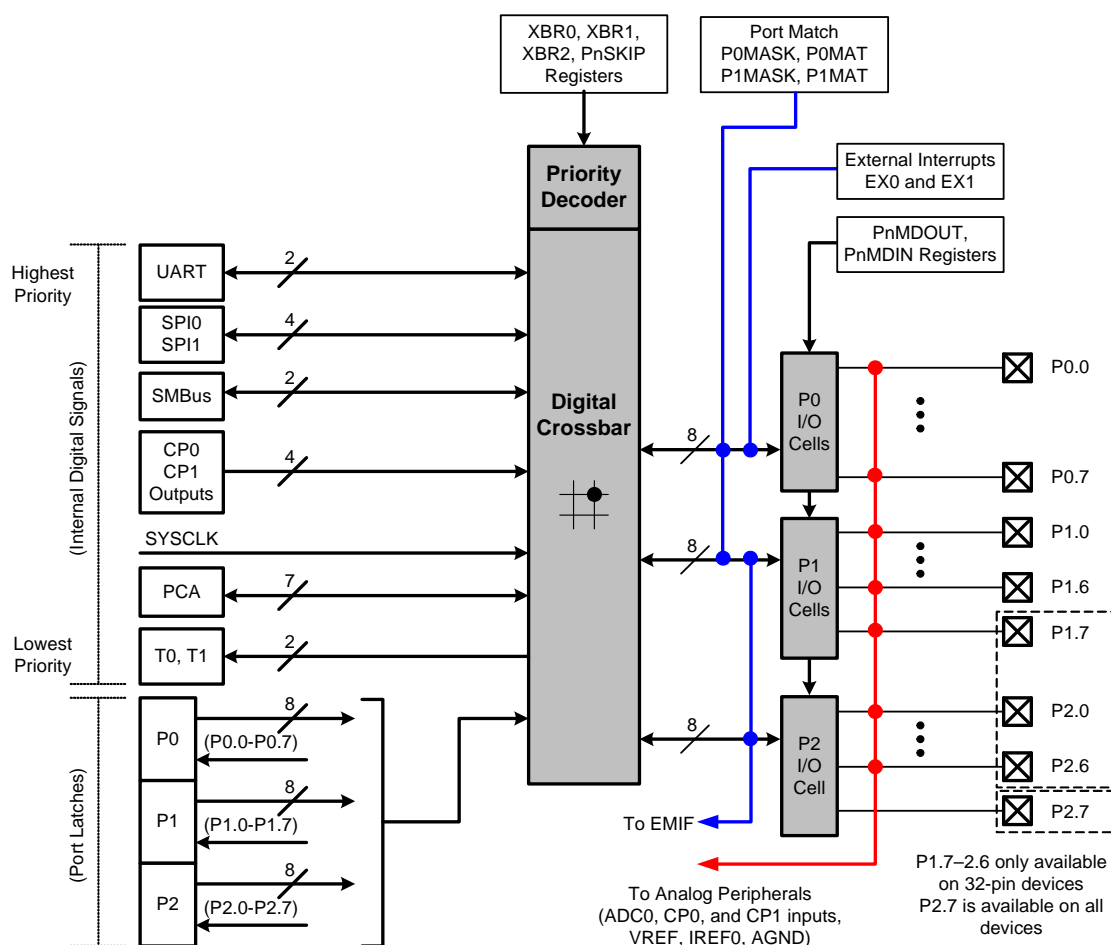 XBR0, XBR1,
XBR2, PnSKIP
Registers
Port Match
P0MASK, P0MAT
P1MASK, P1MAT
External Interrupts
EX0 and EX1
Priority
Decoder
PnMDOUT,
PnMDIN Registers
Highest
Priority
(Internal Digital Signals)
UART
2
SPI0
SPI1
4
SMBus
2
CP0
CP1
Outputs
4
SYSCLK
PCA
7
Lowest
Priority
T0, T1
2
Digital
Crossbar
8
8
8
P0
I/O
Cells
P1
I/O
Cells
P2
I/O
Cell
P0.0
P0.7
P1.0
P1.6
P1.7
P2.0
P2.6
P2.7
(Port Latches)
P0
8
(P0.0-P0.7)
P1
8
(P1.0-P1.7)
P2
8
(P2.0-P2.7)
To EMIF
To Analog Peripherals
(ADC0, CP0, and CP1 inputs,
VREF, IREF0, AGND)
P1.7–2.6 only available
on 32-pin devices
P2.7 is available on all
devices